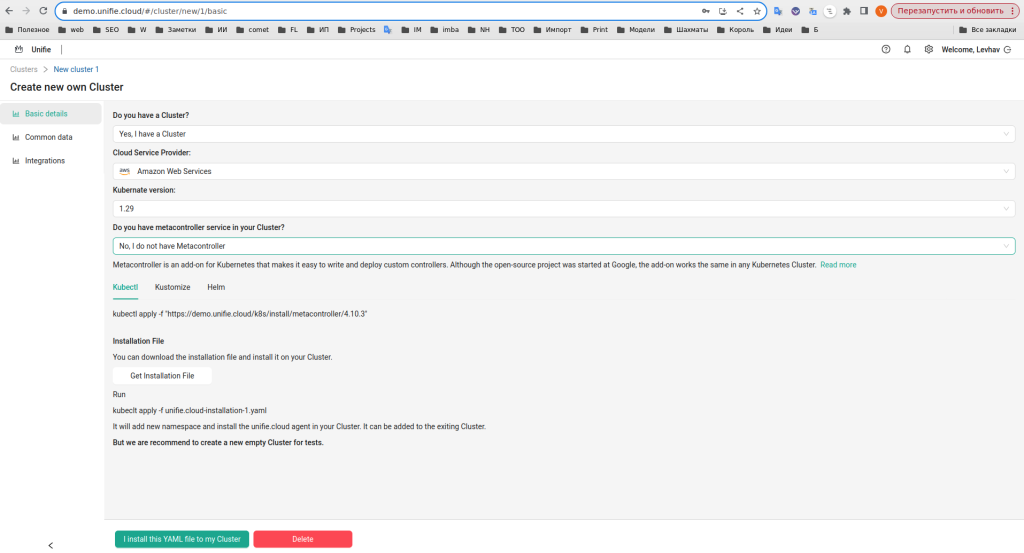 demo.unifie.cloud/#/cluster/new/1/basic
Перезапустить и обновить
Полезное web SEO W Заметки ИИ comet FL ИП Projects IM imba NH ТОО Импорт Print Модели Шахматы Король Идеи Б Все закладки
Unifie Welcome, Levhav
Clusters > New cluster 1
Create new own Cluster
Basic details
Common data
Integrations
Do you have a Cluster?
Yes, I have a Cluster
Cloud Service Provider:
aws Amazon Web Services
Kubernate version:
1.29
Do you have metacontroller service in your Cluster?
No, I do not have Metacontroller
Metacontroller is an add-on for Kubernetes that makes it easy to write and deploy custom controllers. Although the open-source project was started at Google, the add-on works the same in any Kubernetes Cluster. Read more
Kubectl Kustomize Helm
kubectl apply -f "https://demo.unifie.cloud/k8s/install/metacontroller/4.10.3"
Installation File
You can download the installation file and install it on your Cluster.
Get Installation File
Run
kubeclt apply -f unifie.cloud-installation-1.yaml
It will add new namespace and install the unifie.cloud agent in your Cluster. It can be added to the exiting Cluster.
But we are recommend to create a new empty Cluster for tests.
I install this YAML file to my Cluster
Delete